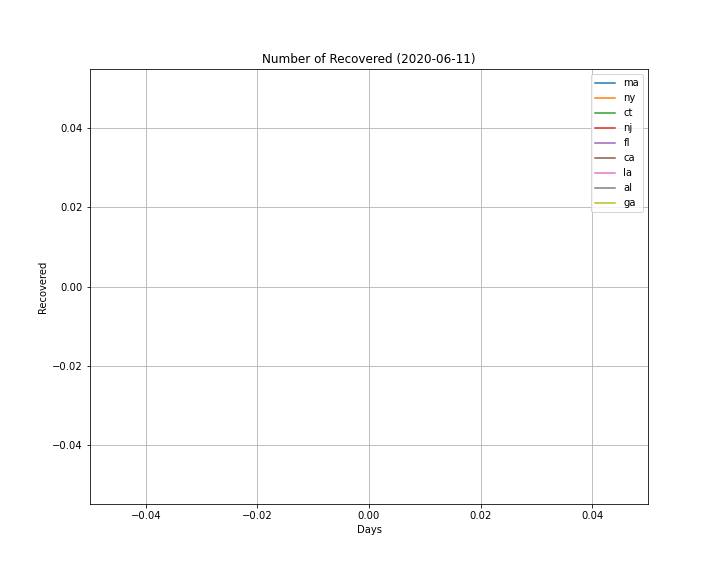 Number of Recovered (2020-06-11)
ma
ny
ct
nj
fl
ca
la
al
ga
0.04
0.02
0.00
−0.02
−0.04
Recovered
−0.04 −0.02 0.00 0.02 0.04
Days